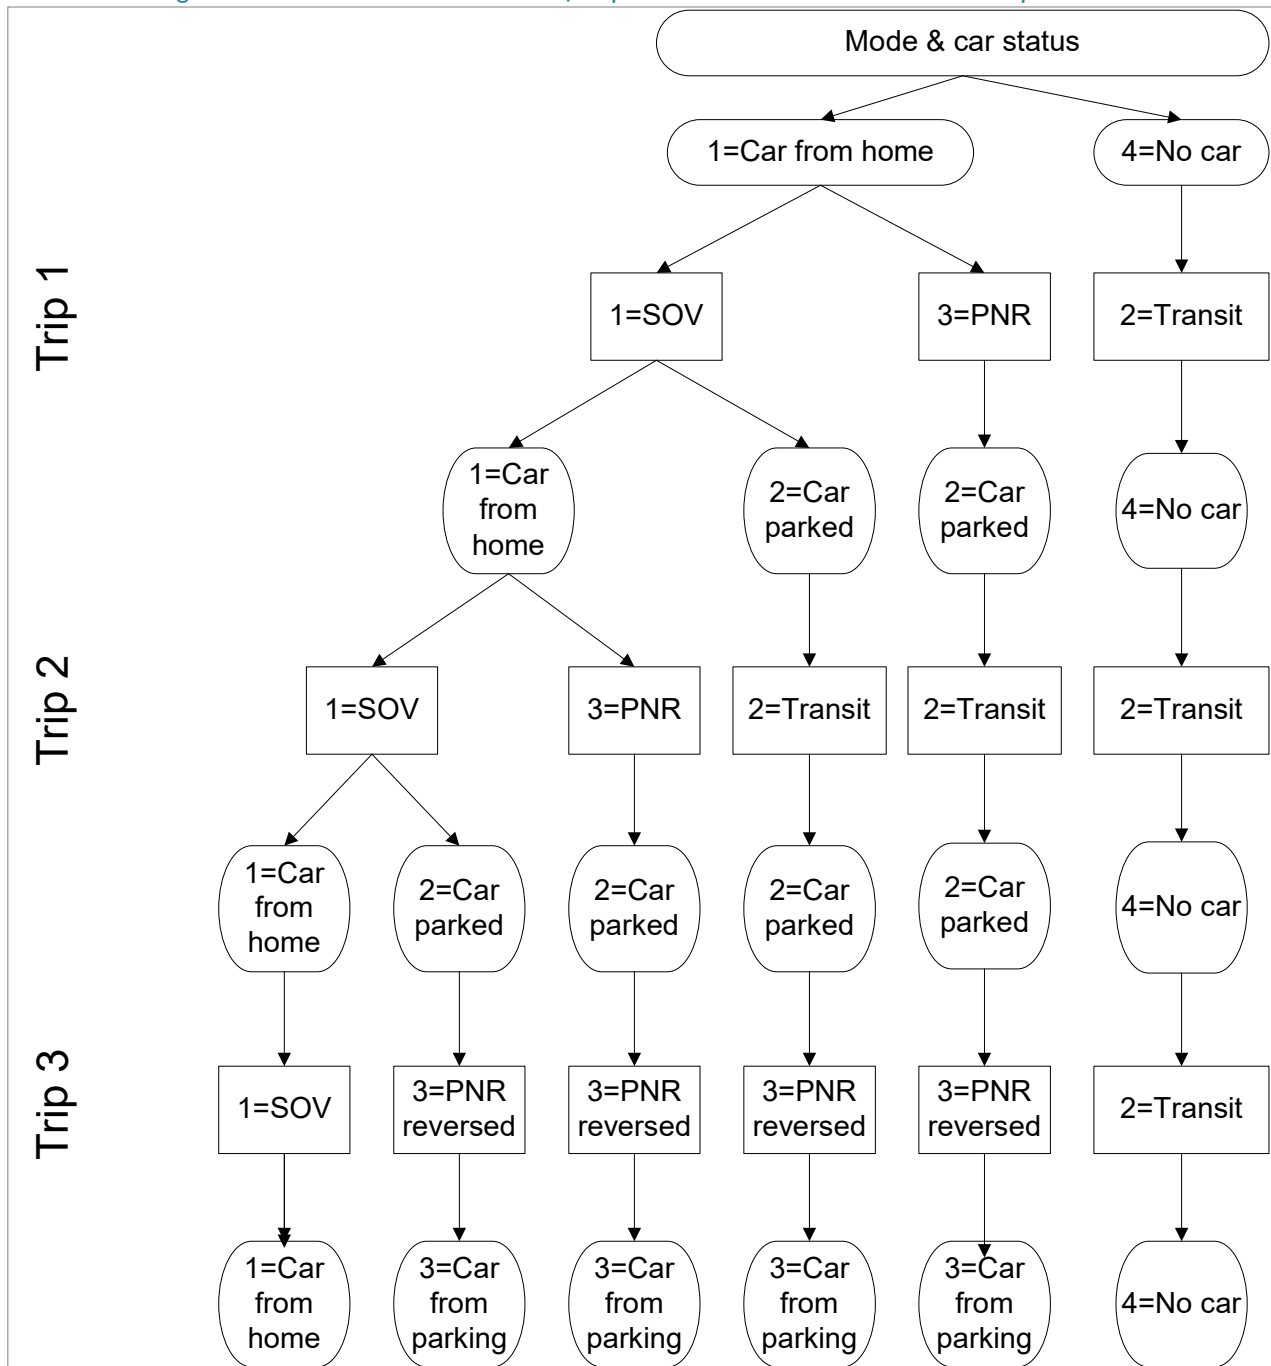 Mode & car status
1=Car from home
4=No car
Trip 1
1=SOV
3=PNR
2=Transit
1=Car
from
home
2=Car
parked
2=Car
parked
4=No car
Trip 2
1=SOV
3=PNR
2=Transit
2=Transit
2=Transit
1=Car
from
home
2=Car
parked
2=Car
parked
2=Car
parked
2=Car
parked
4=No car
Trip 3
1=SOV
3=PNR
reversed
3=PNR
reversed
3=PNR
reversed
3=PNR
reversed
2=Transit
1=Car
from
home
3=Car
from
parking
3=Car
from
parking
3=Car
from
parking
3=Car
from
parking
4=No car